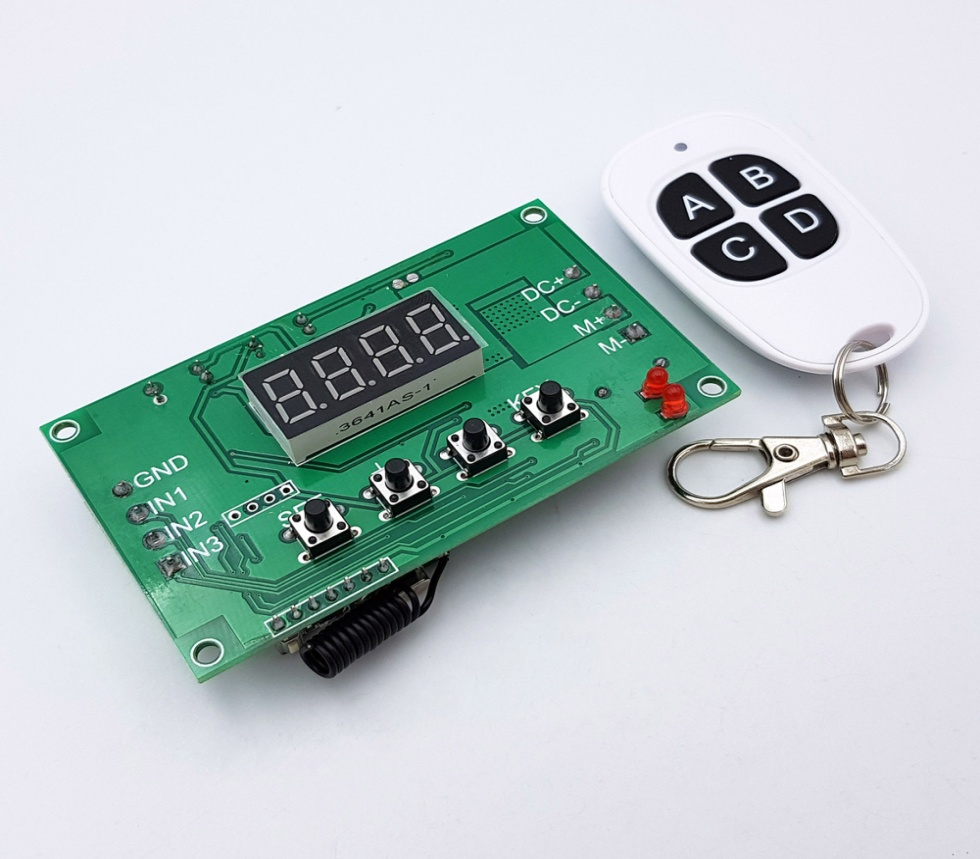 A
B
C
D
DC+
DC-
M+
M-
3641AS-1
GND
IN1
IN2
IN3